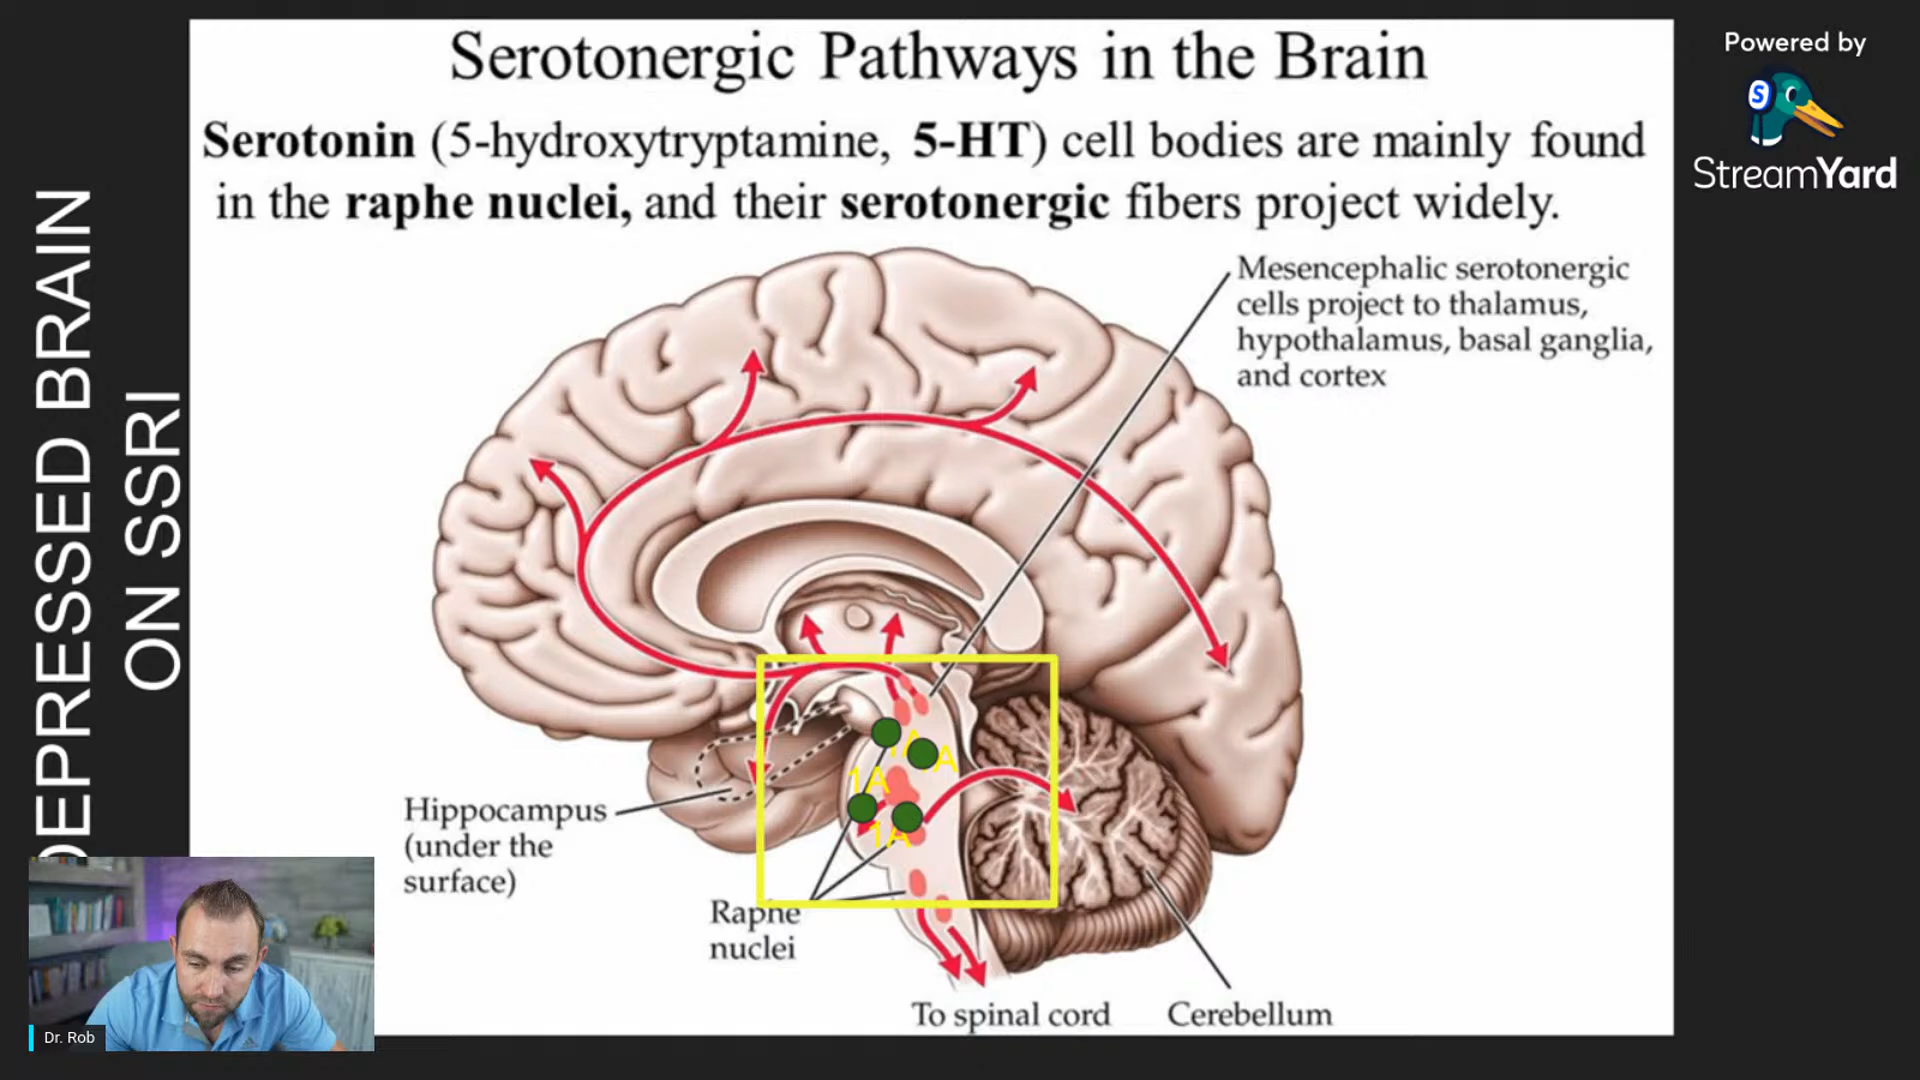 Serotonergic Pathways in the Brain
Serotonin (5-hydroxytryptamine, 5-HT) cell bodies are mainly found
in the raphe nuclei, and their serotonergic fibers project widely.
Mesencephalic serotonergic
cells project to thalamus,
hypothalamus, basal ganglia,
and cortex
Hippocampus
(under the
surface)
Raphe
nuclei
To spinal cord
Cerebellum
1A
A
1A
1A
DEPRESSED BRAIN
ON SSRI
Powered by
S
StreamYard
Dr. Rob